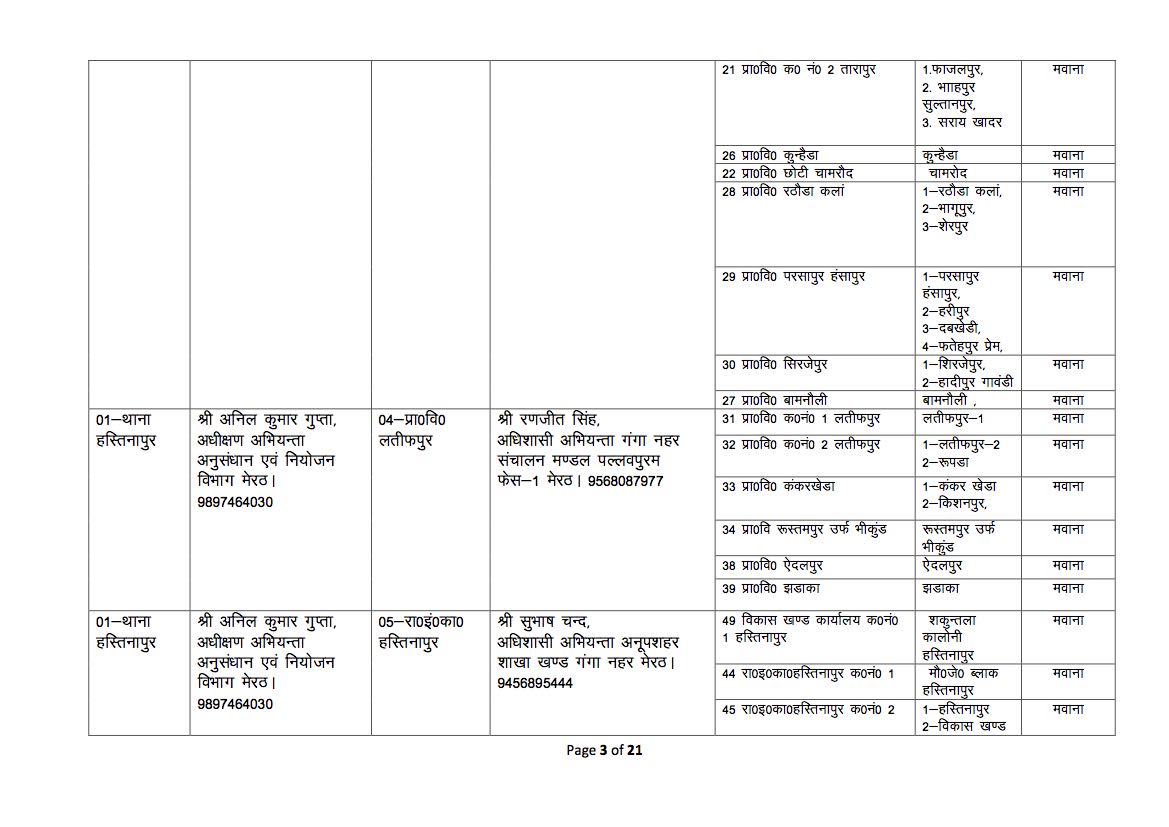 21 प्रा0वि0 क0 नं0 2 तारापुर
1.फाजलपुर,
2. भााहपुर
सुल्तानपुर,
3. सराय खादर
मवाना
26 प्रा0वि0 कुन्हैडा
कुन्हैडा
मवाना
22 प्रा0वि0 छोटी चामरौद
चामरोद
मवाना
28 प्रा0वि0 रठौडा कलां
1–रठौडा कलां,
2–भागूपुर,
3–शेरपुर
मवाना
29 प्रा0वि0 परसापुर हंसापुर
1–परसापुर
हंसापुर,
2–हरीपुर
3–दबखेडी,
4–फतेहपुर प्रेम,
मवाना
30 प्रा0वि0 सिरजेपुर
1–शिरजेपुर,
2–हादीपुर गावंडी
मवाना
27 प्रा0वि0 बामनौली
बामनौली ,
मवाना
01–थाना
हस्तिनापुर
श्री अनिल कुमार गुप्ता,
अधीक्षण अभियन्ता
अनुसंधान एवं नियोजन
विभाग मेरठ।
9897464030
04–प्रा0वि0
लतीफपुर
श्री रणजीत सिंह,
अधिशासी अभियन्ता गंगा नहर
संचालन मण्डल पल्लवपुरम
फेस–1 मेरठ। 9568087977
31 प्रा0वि0 क0नं0 1 लतीफपुर
लतीफपुर–1
मवाना
32 प्रा0वि0 क0नं0 2 लतीफपुर
1–लतीफपुर–2
2–रूपडा
मवाना
33 प्रा0वि0 कंकरखेडा
1–कंकर खेडा
2–किशनपुर,
मवाना
34 प्रा0वि रूस्तमपुर उर्फ भीकुंड
रूस्तमपुर उर्फ
भीकुंड
मवाना
38 प्रा0वि0 ऐदलपुर
ऐदलपुर
मवाना
39 प्रा0वि0 झडाका
झडाका
मवाना
01–थाना
हस्तिनापुर
श्री अनिल कुमार गुप्ता,
अधीक्षण अभियन्ता
अनुसंधान एवं नियोजन
विभाग मेरठ।
9897464030
05–रा0इं0का0
हस्तिनापुर
श्री सुभाष चन्द,
अधिशासी अभियन्ता अनूपशहर
शाखा खण्ड गंगा नहर मेरठ।
9456895444
49 विकास खण्ड कार्यालय क0नं0
1 हस्तिनापुर
शकुन्तला
कालोनी
हस्तिनापुर
मवाना
44 रा0इ0का0हस्तिनापुर क0नं0 1
मौ0जे0 ब्लाक
हस्तिनापुर
मवाना
45 रा0इ0का0हस्तिनापुर क0नं0 2
1–हस्तिनापुर
2–विकास खण्ड
मवाना
Page 3 of 21